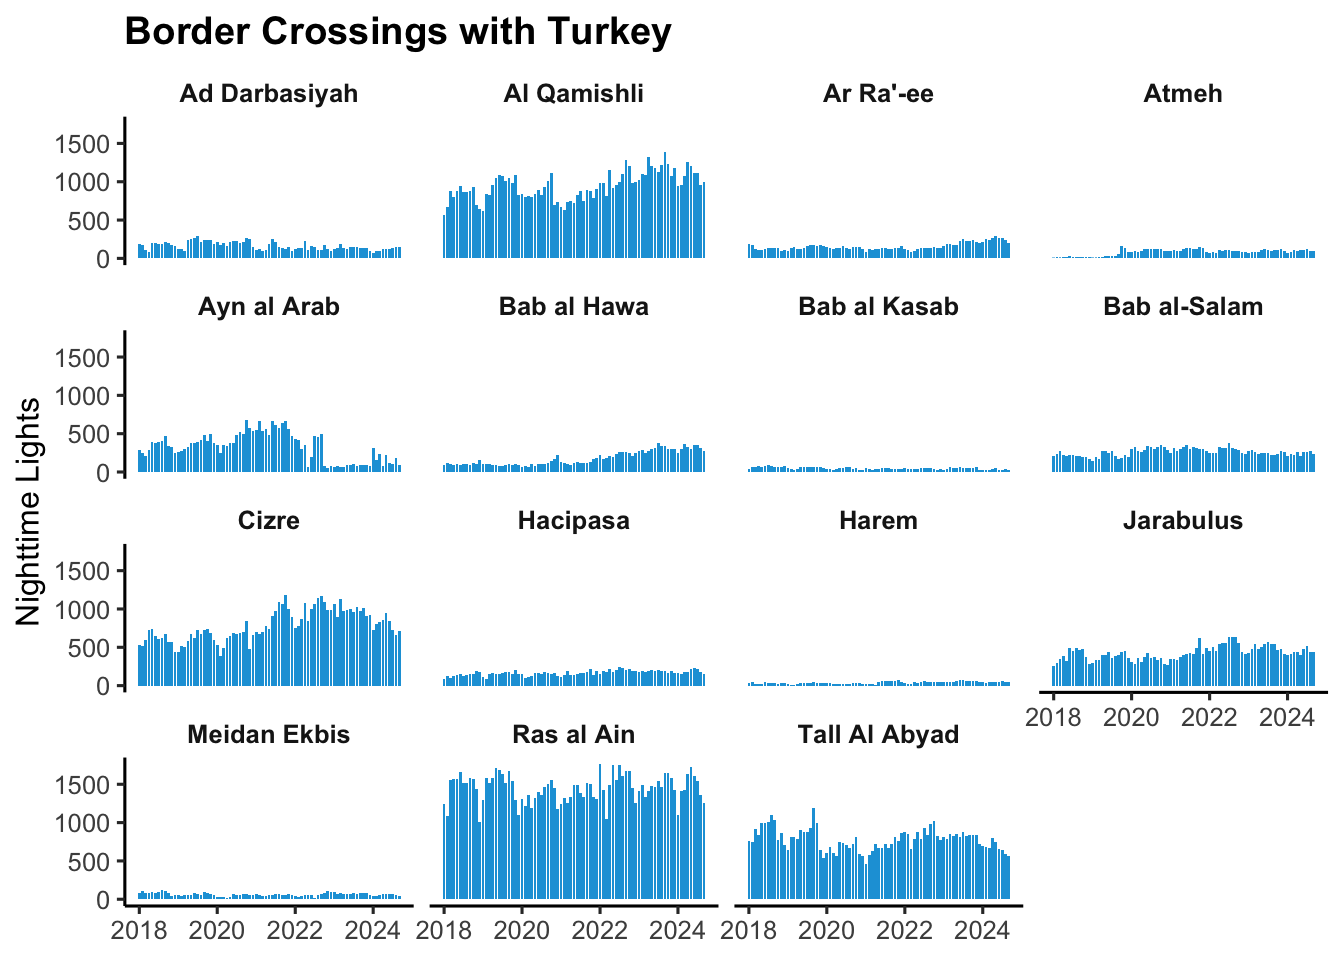 Border Crossings with Turkey
Ad Darbasiyah
Al Qamishli
Ar Ra'-ee
Atmeh
1500
1000
500
0
Ayn al Arab
Bab al Hawa
Bab al Kasab
Bab al-Salam
1500
1000
500
0
Nighttime Lights
Cizre
Hacipasa
Harem
Jarabulus
1500
1000
500
0
2018 2020 2022 2024
Meidan Ekbis
Ras al Ain
Tall Al Abyad
1500
1000
500
0
2018 2020 2022 2024
2018 2020 2022 2024
2018 2020 2022 2024